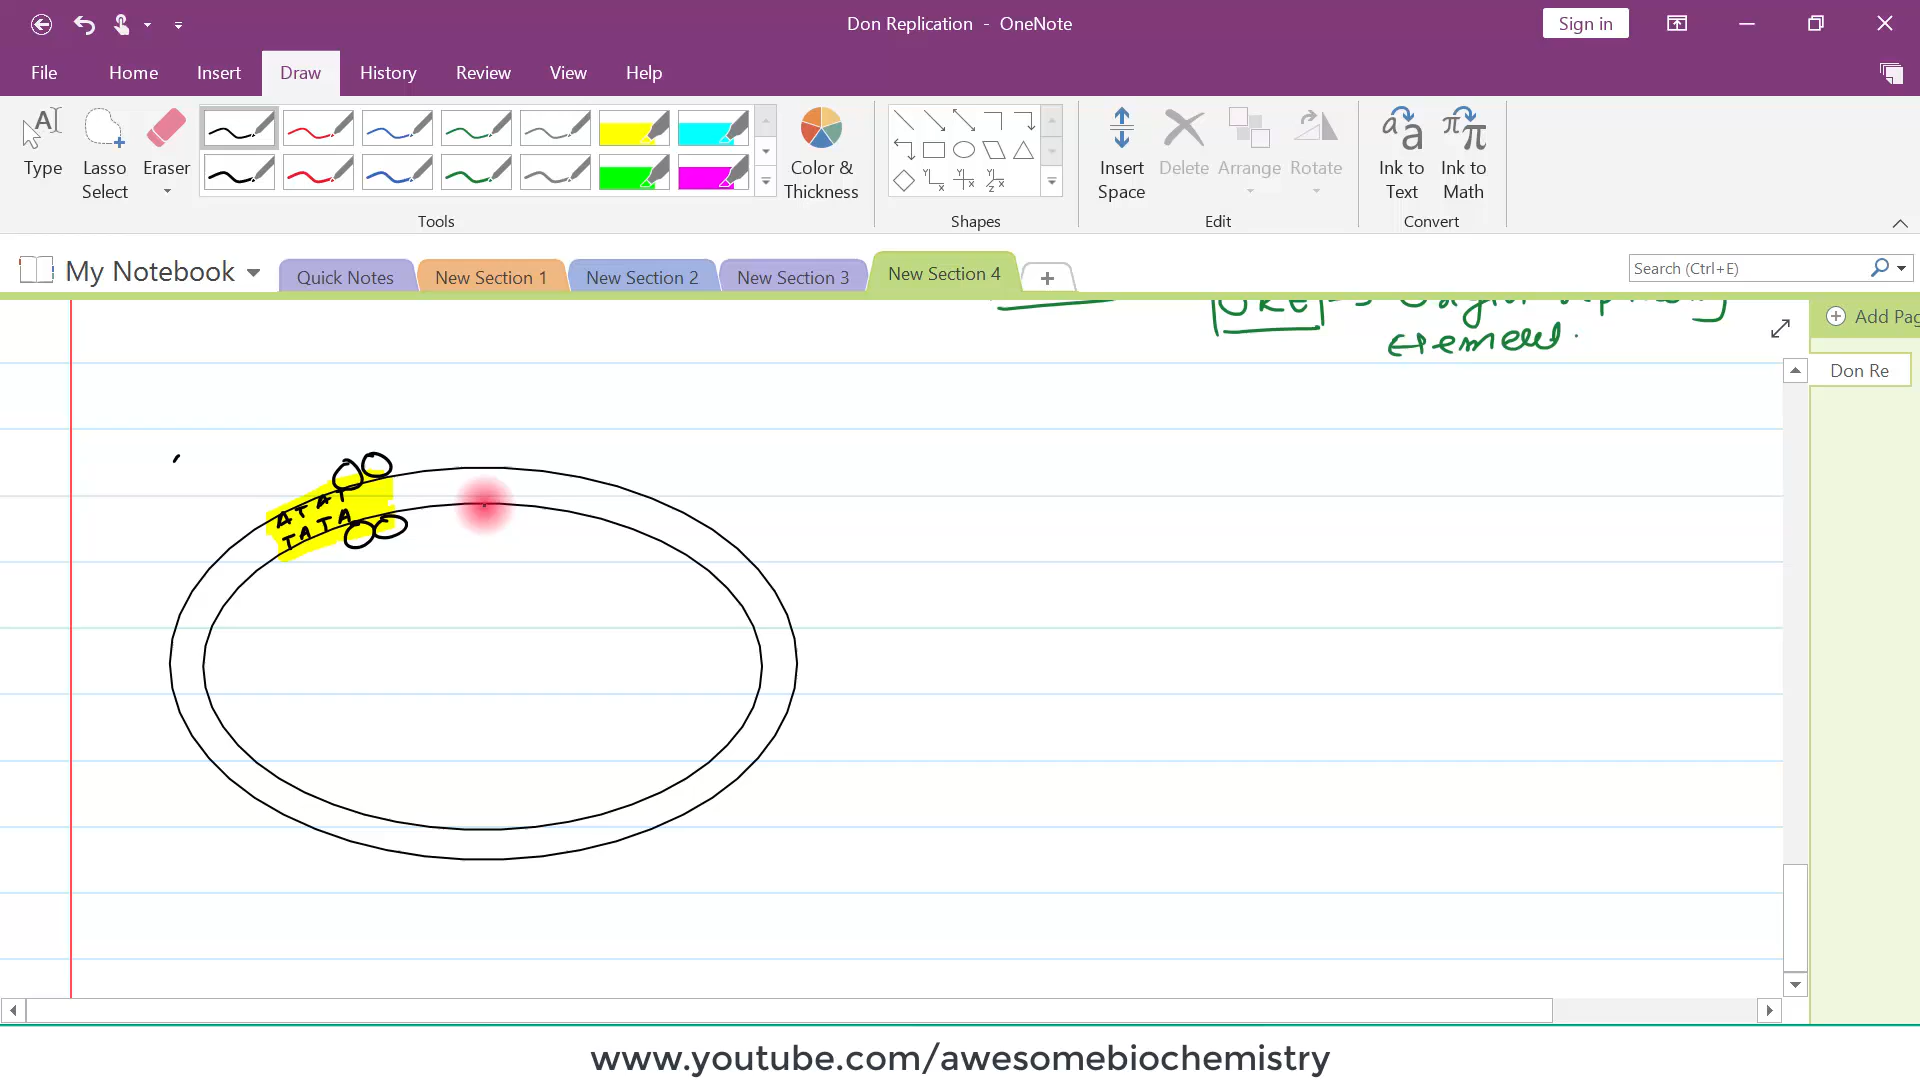 Don Replication - OneNote
Sign in
File Home Insert Draw History Review View Help
Type
Lasso Select
Eraser
Color & Thickness
Insert Space
Delete
Arrange
Rotate
Ink to Text
Ink to Math
Tools
Shapes
Edit
Convert
My Notebook
Quick Notes
New Section 1
New Section 2
New Section 3
New Section 4
Search (Ctrl+E)
Add Pag
Don Re
ORE
ATAT
TATA
www.youtube.com/awesomebiochemistry